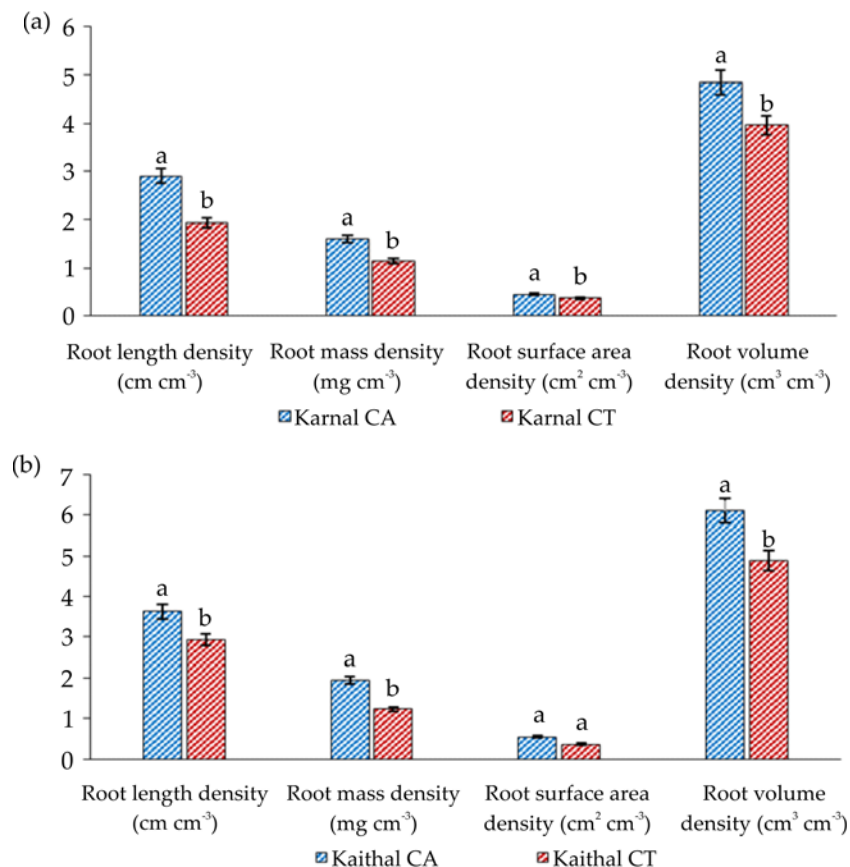 (a)
6
5
4
3
2
1
0
a
b
a
b
a
b
a
b
Root length density
(cm cm⁻³)
Root mass density
(mg cm⁻³)
Root surface area
density (cm² cm⁻³)
Root volume
density (cm³ cm⁻³)
Karnal CA
Karnal CT
(b)
7
6
5
4
3
2
1
0
a
b
a
b
a
a
a
b
Root length density
(cm cm⁻³)
Root mass density
(mg cm⁻³)
Root surface area
density (cm² cm⁻³)
Root volume
density (cm³ cm⁻³)
Kaithal CA
Kaithal CT